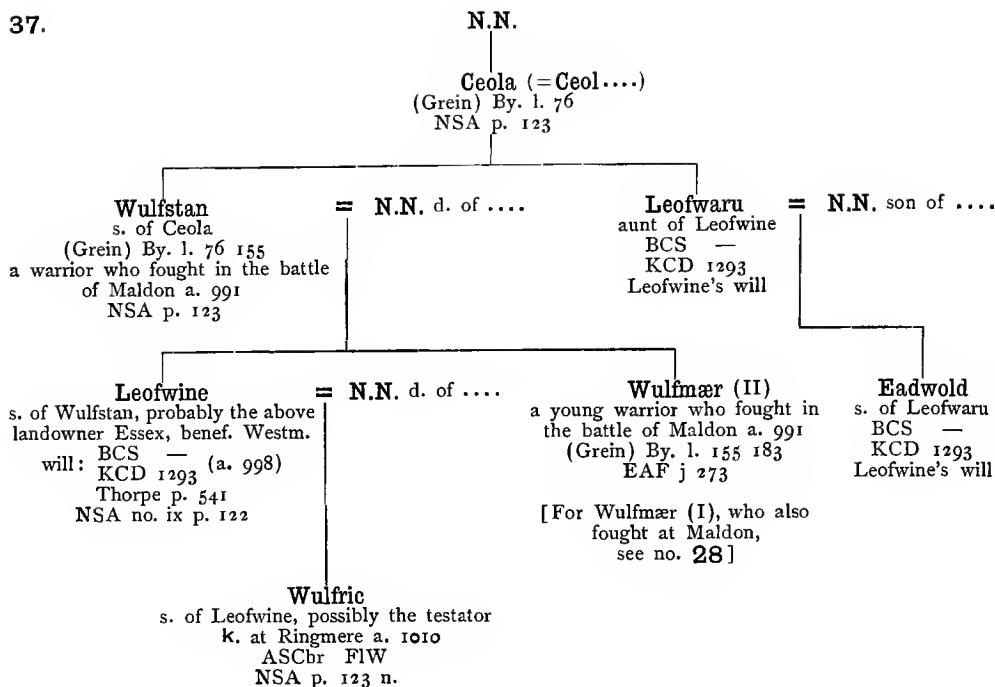 37.
N.N.
Ceola (=Ceol....)
(Grein) By. l. 76
NSA p. 123
Wulfstan
s. of Ceola
(Grein) By. l. 76 155
a warrior who fought in the battle
of Maldon a. 991
NSA p. 123
= N.N. d. of ....
Leofwaru
aunt of Leofwine
BCS —
KCD 1293
Leofwine's will
= N.N. son of ....
Leofwine
s. of Wulfstan, probably the above
landowner Essex, benef. Westm.
will: BCS —
KCD 1293 (a. 998)
Thorpe p. 541
NSA no. ix p. 122
= N.N. d. of ....
Wulfmær (II)
a young warrior who fought in
the battle of Maldon a. 991
(Grein) By. l. 155 183
EAF j 273
[For Wulfmær (I), who also
fought at Maldon,
see no. 28]
Eadwold
s. of Leofwaru
BCS —
KCD 1293
Leofwine's will
Wulfric
s. of Leofwine, possibly the testator
k. at Ringmere a. 1010
ASCbr FlW
NSA p. 123 n.